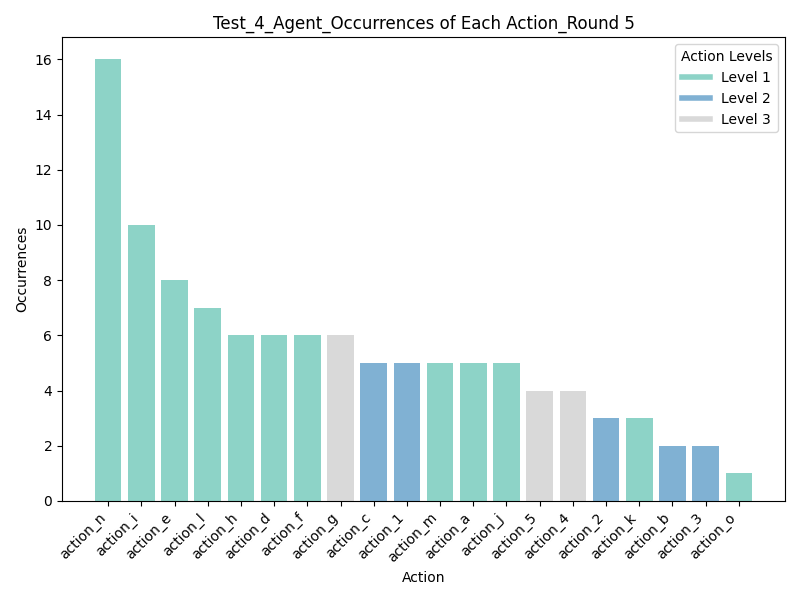 Test_4_Agent_Occurrences of Each Action_Round 5
Action Levels
Level 1
Level 2
Level 3
Occurrences
16
14
12
10
8
6
4
2
0
action_n
action_i
action_e
action_l
action_h
action_d
action_f
action_g
action_c
action_1
action_m
action_a
action_j
action_5
action_4
action_2
action_k
action_b
action_3
action_o
Action